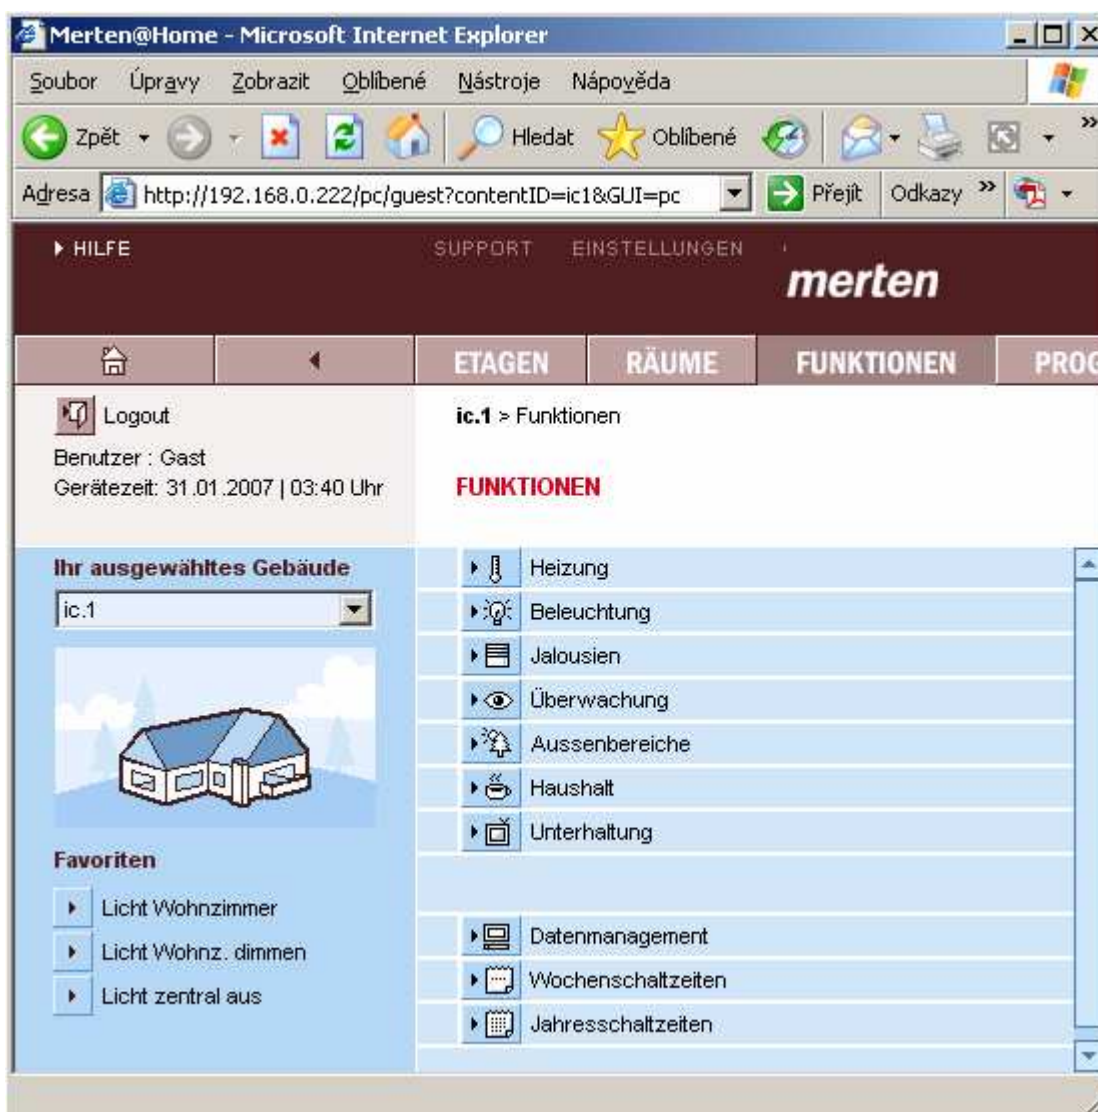 Merten@Home - Microsoft Internet Explorer
Soubor Úpravy Zobrazit Oblíbené Nástroje Nápověda
Zpět Hledat Oblíbené »
Adresa http://192.168.0.222/pc/guest?contentID=ic1&GUI=pc Přejít Odkazy »
HILFE SUPPORT EINSTELLUNGEN
merten
ETAGEN RÄUME FUNKTIONEN PROG
Logout
Benutzer : Gast
Gerätezeit: 31.01.2007 | 03:40 Uhr
ic.1 > Funktionen
FUNKTIONEN
Ihr ausgewähltes Gebäude
ic.1
Favoriten
Licht Wohnzimmer
Licht Wohnz. dimmen
Licht zentral aus
Heizung
Beleuchtung
Jalousien
Überwachung
Aussenbereiche
Haushalt
Unterhaltung
Datenmanagement
Wochenschaltzeiten
Jahresschaltzeiten